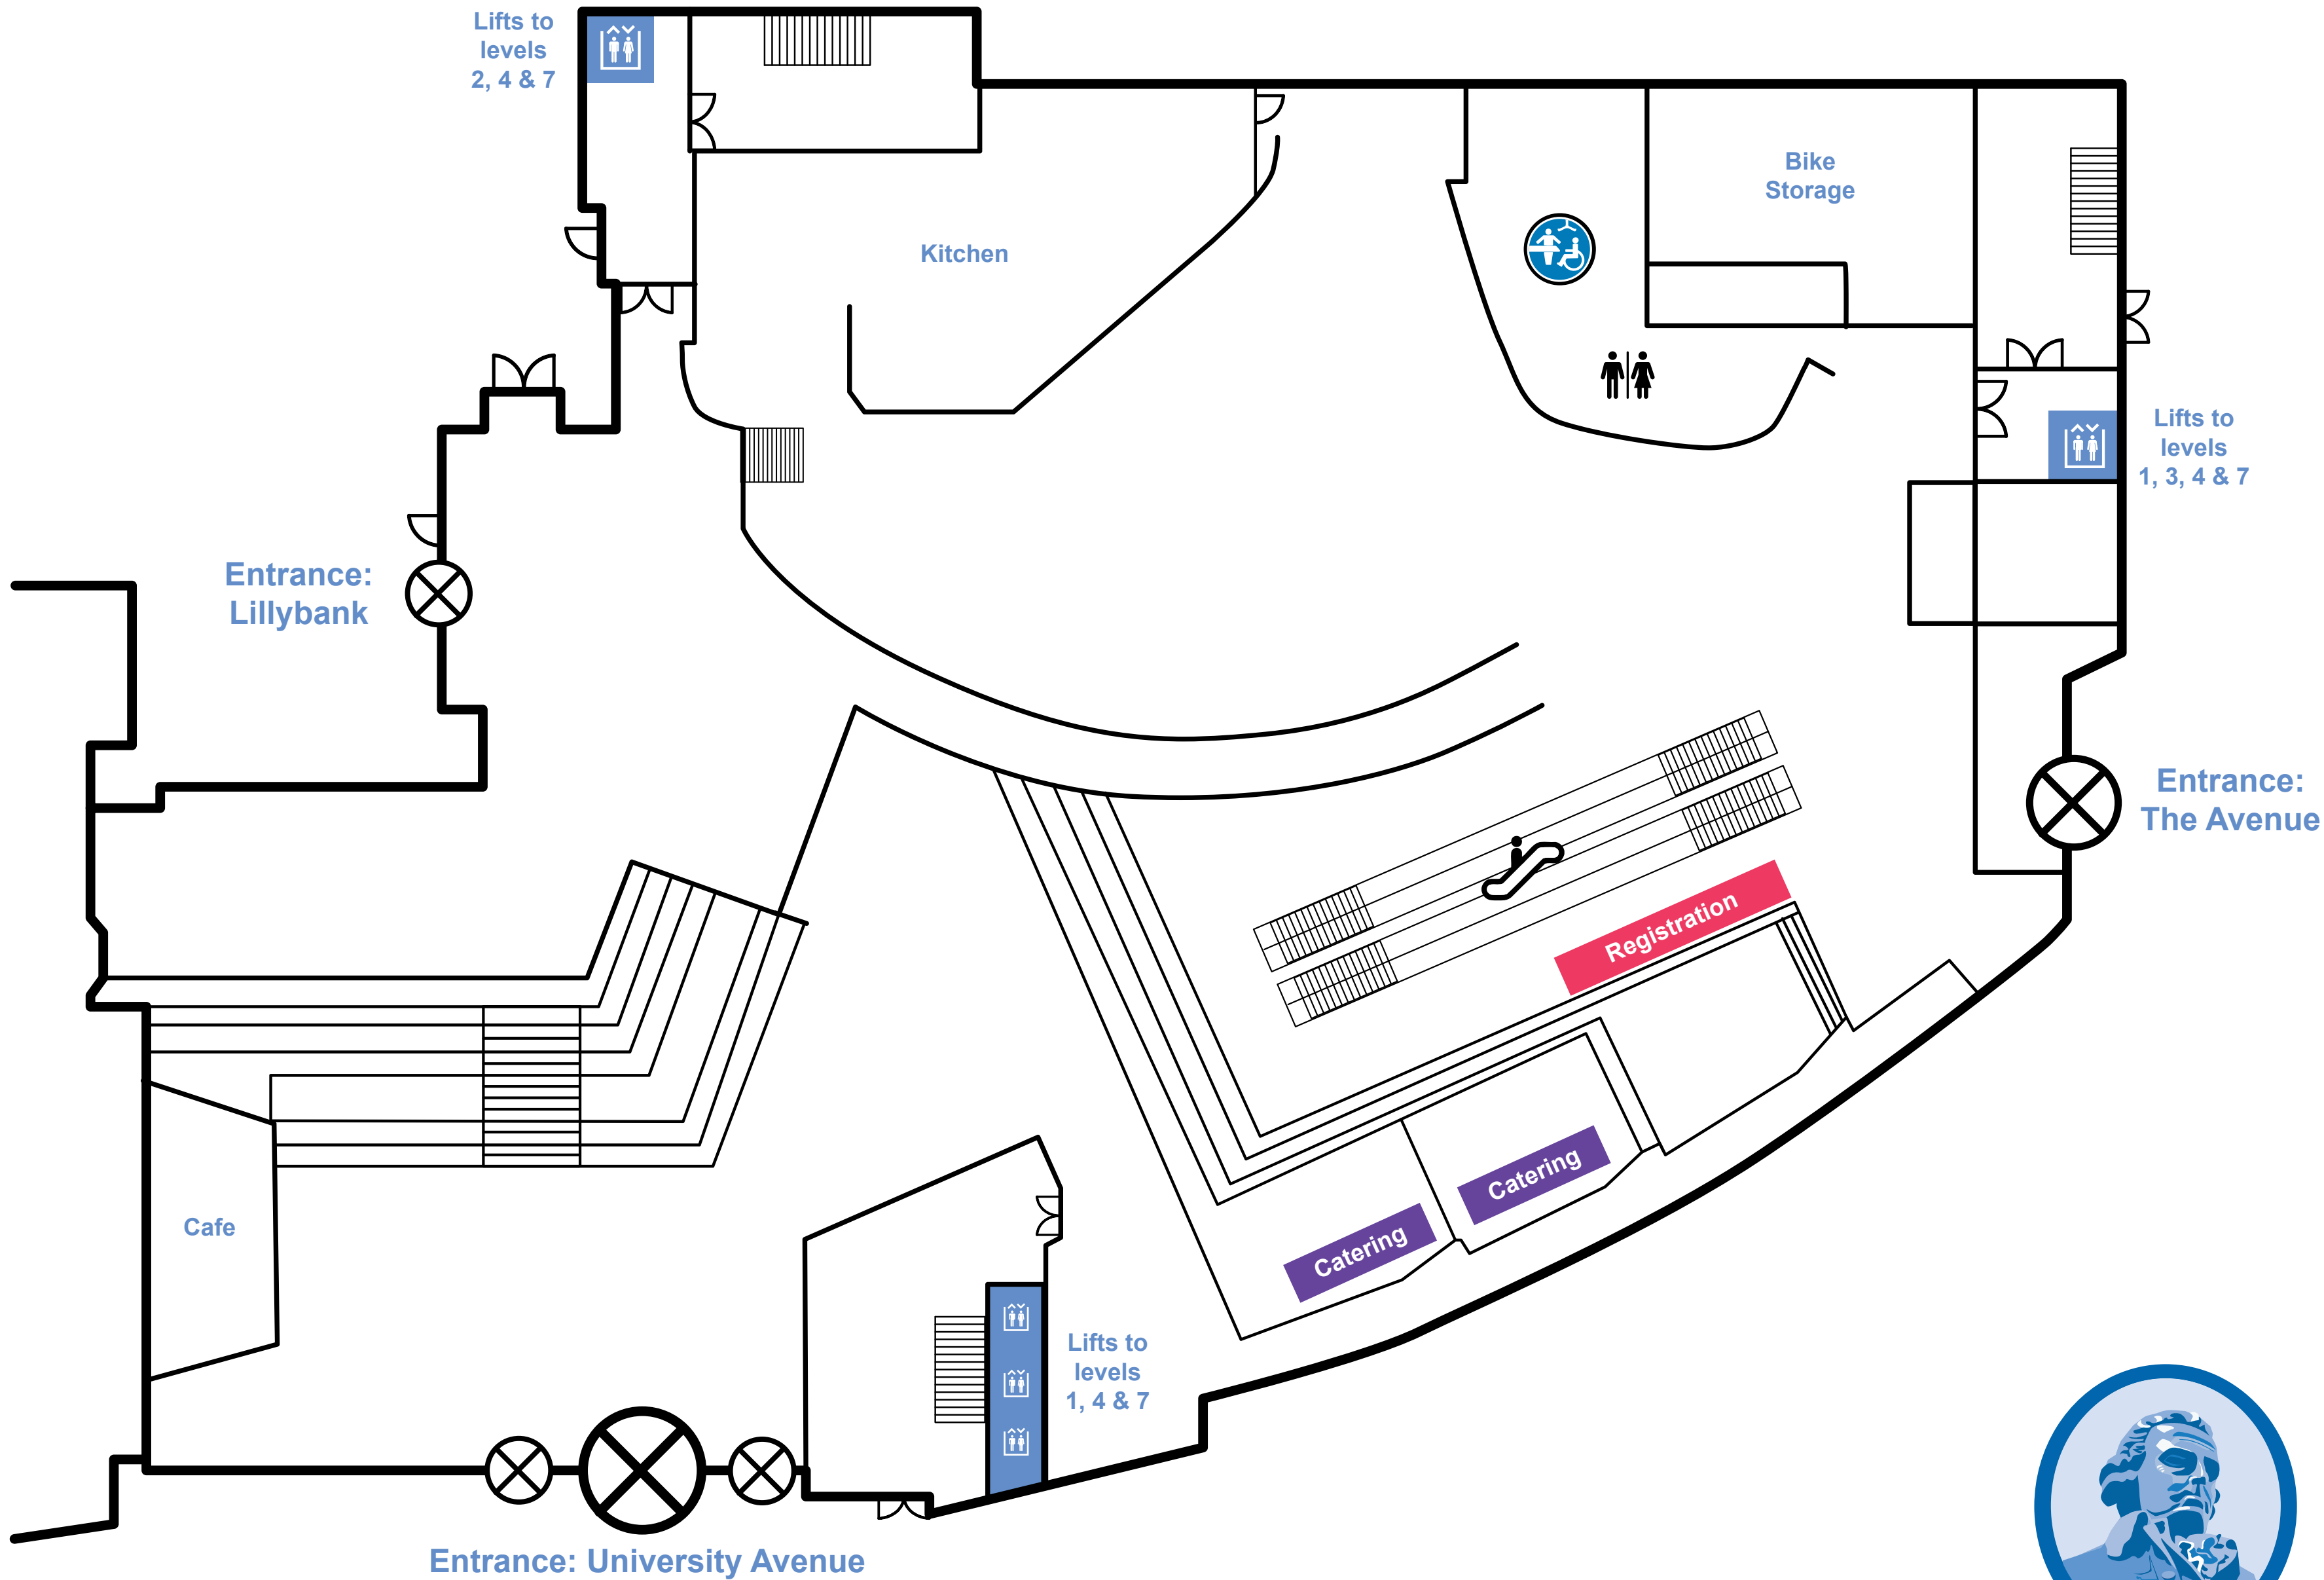 Lifts to
levels
2, 4 & 7
Bike
Storage
Kitchen
Lifts to
levels
1, 3, 4 & 7
Entrance:
Lillybank
Entrance:
The Avenue
Registration
Catering
Catering
Cafe
Lifts to
levels
1, 4 & 7
Entrance: University Avenue